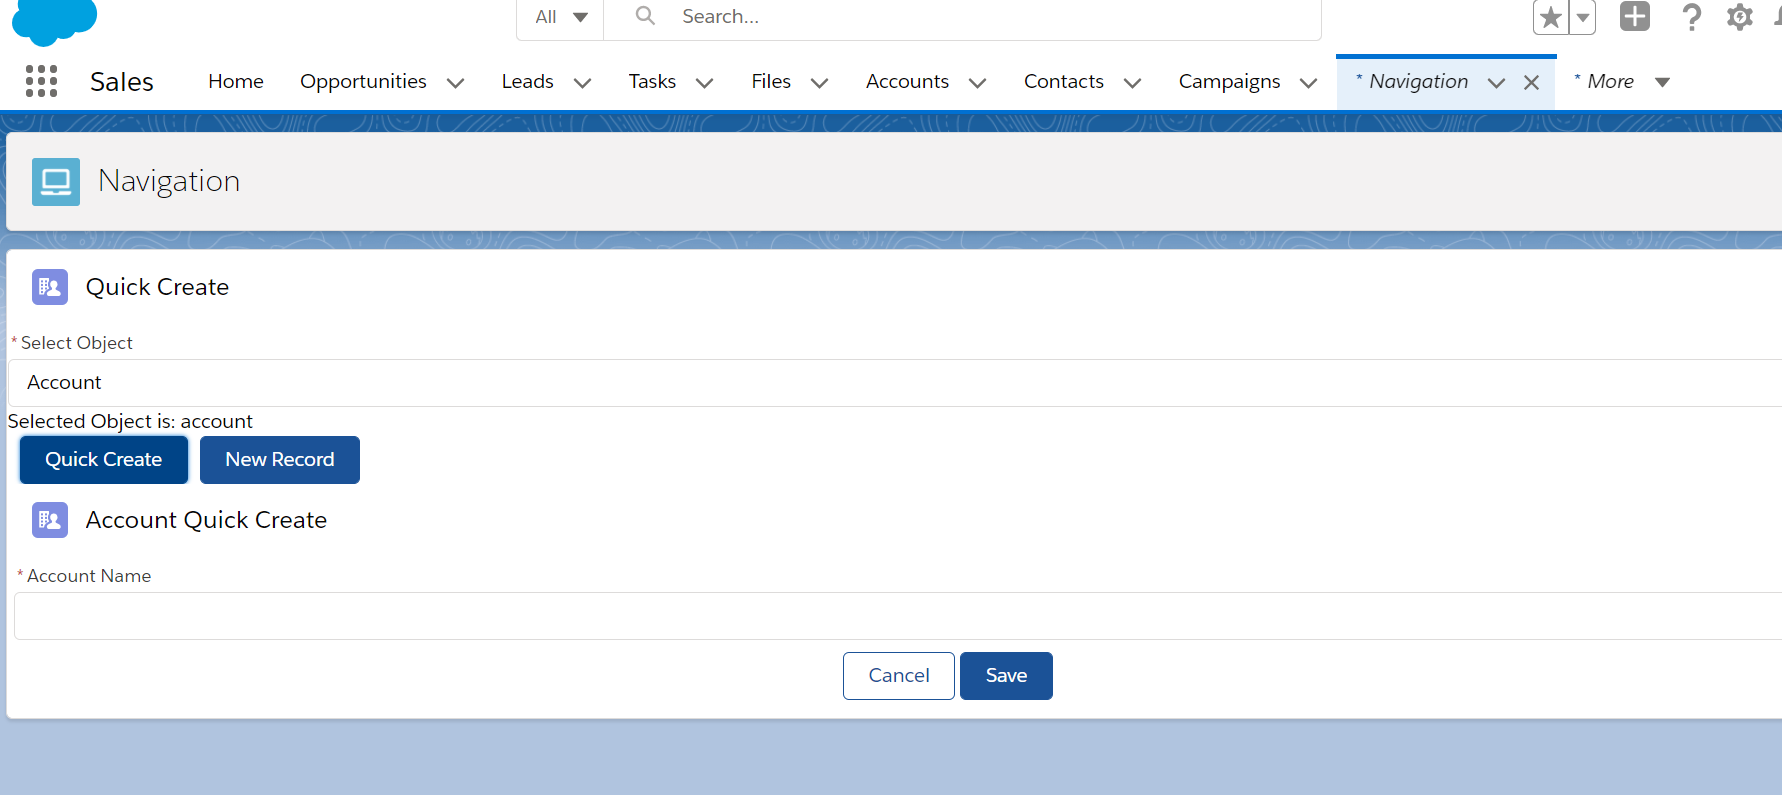 All Search...
Sales Home Opportunities Leads Tasks Files Accounts Contacts Campaigns * Navigation * More
Navigation
Quick Create
* Select Object
Account
Selected Object is: account
Quick Create New Record
Account Quick Create
* Account Name
Cancel Save